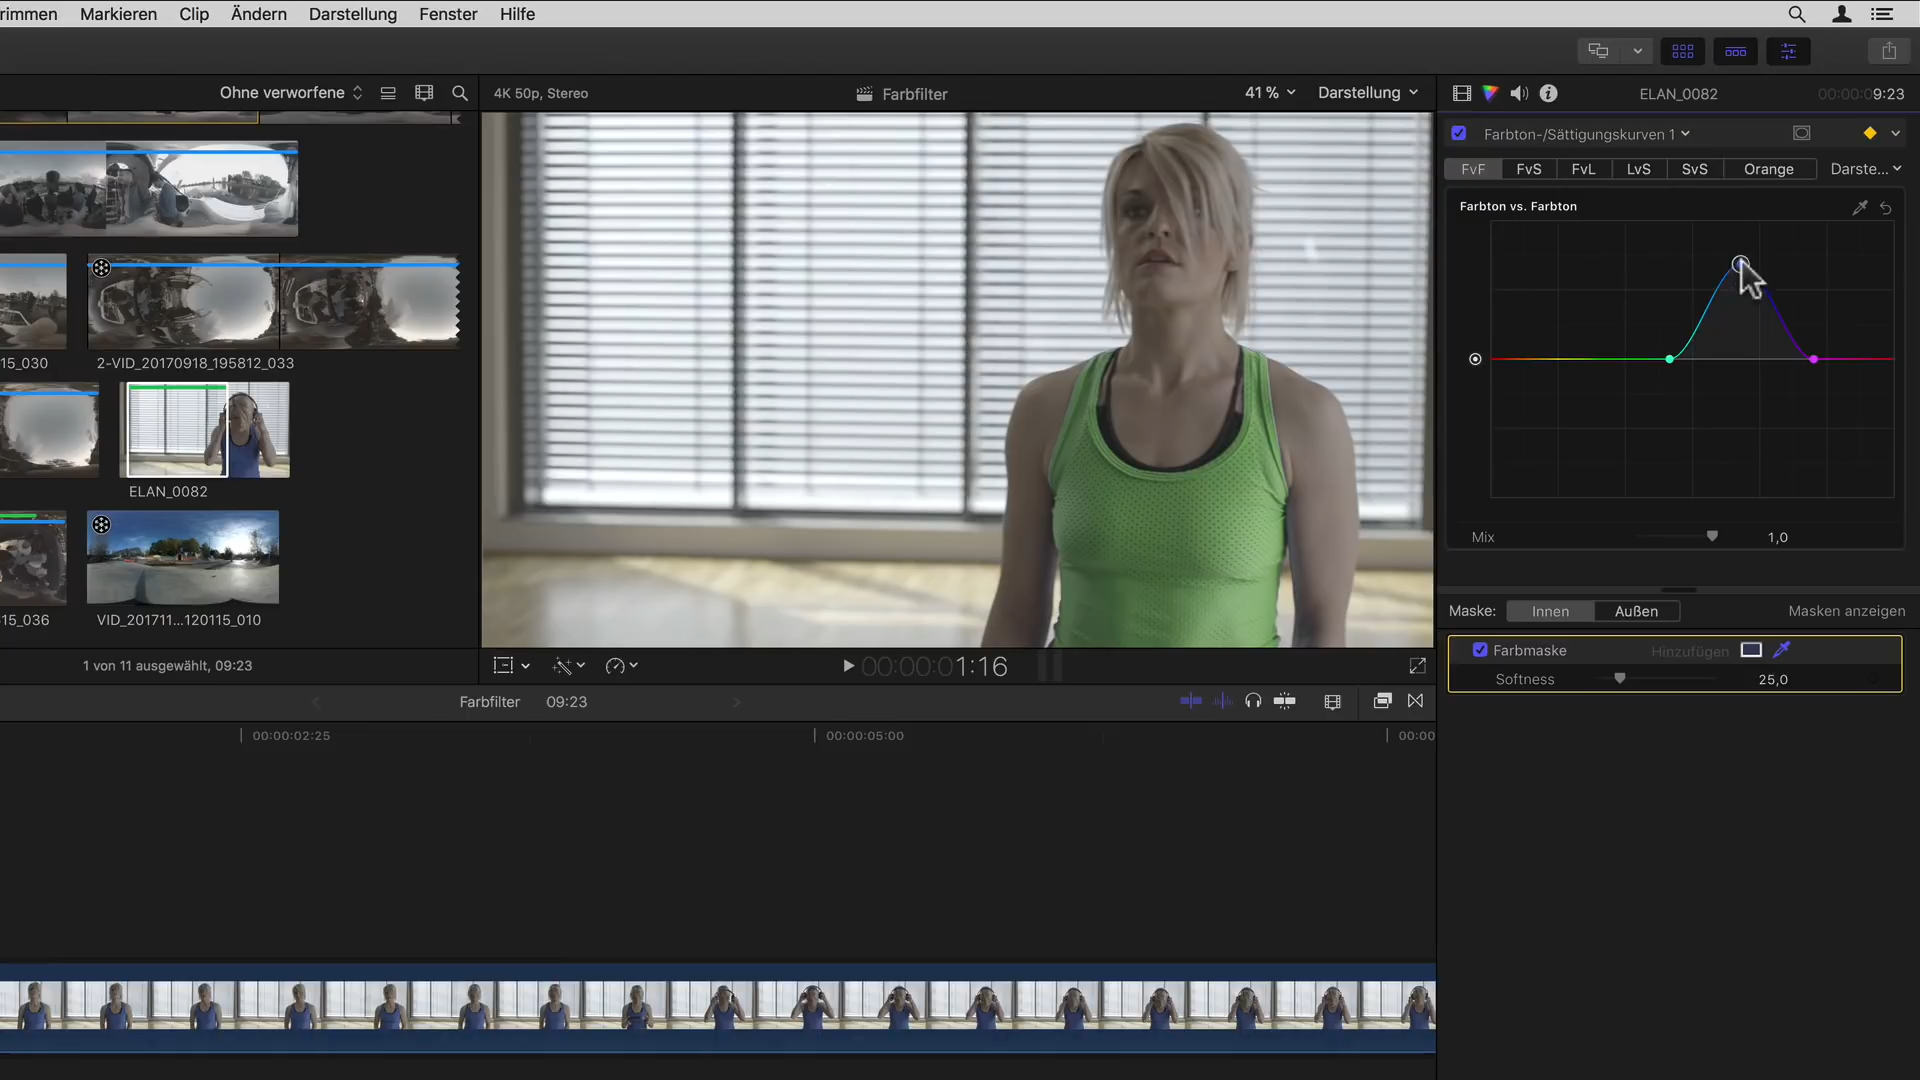 rimmen Markieren Clip Ändern Darstellung Fenster Hilfe
Ohne verworfene
4K 50p, Stereo Farbfilter 41 % Darstellung
ELAN_0082 00:00:09:23
Farbton-/Sättigungskurven 1
FvF FvS FvL LvS SvS Orange Darste...
Farbton vs. Farbton
15_030
2-VID_20170918_195812_033
ELAN_0082
Mix 1,0
Maske: Innen Außen Masken anzeigen
15_036
VID_201711...120115_010
Farbmaske Hinzufügen
Softness 25,0
1 von 11 ausgewählt, 09:23
00:00:01:16
Farbfilter 09:23
00:00:02:25
00:00:05:00
00:00